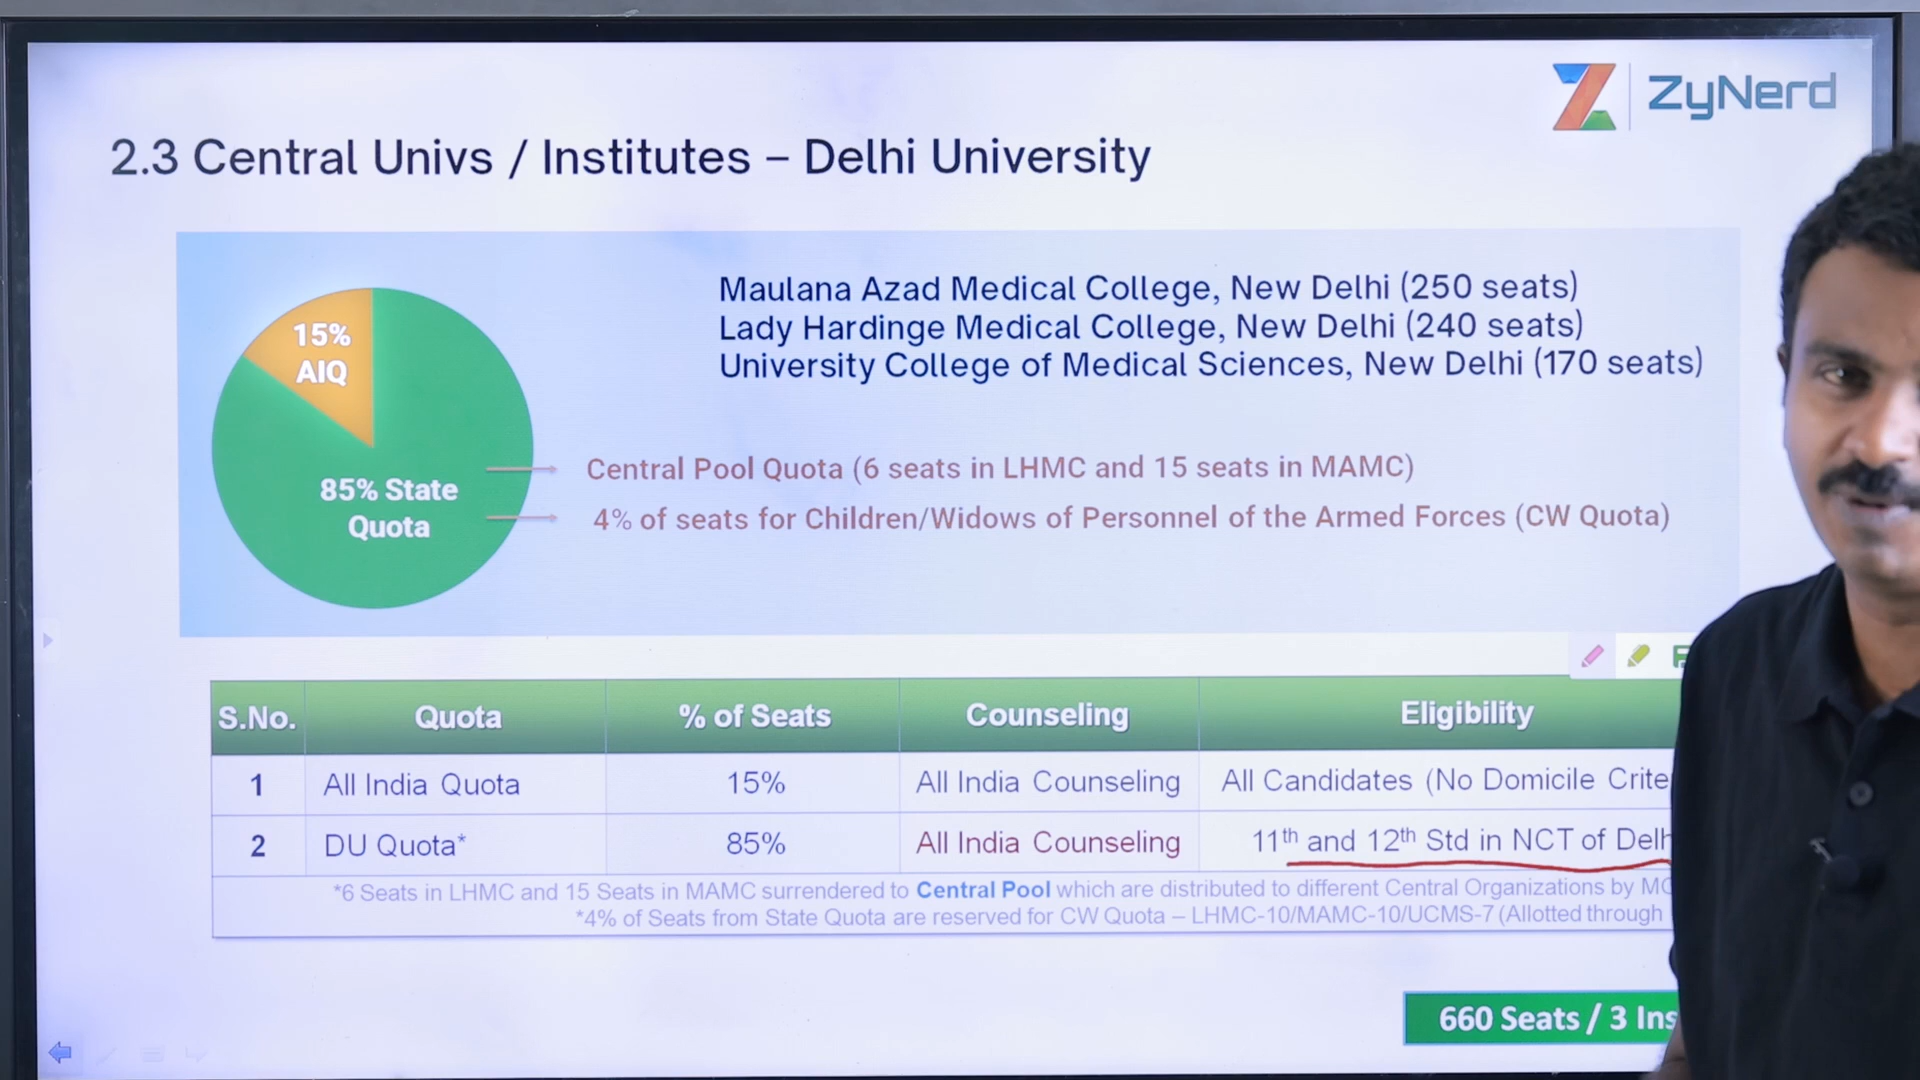 ZyNerd
2.3 Central Univs / Institutes – Delhi University
Maulana Azad Medical College, New Delhi (250 seats)
Lady Hardinge Medical College, New Delhi (240 seats)
University College of Medical Sciences, New Delhi (170 seats)
15%
AIQ
85% State
Quota
Central Pool Quota (6 seats in LHMC and 15 seats in MAMC)
4% of seats for Children/Widows of Personnel of the Armed Forces (CW Quota)
S.No. Quota % of Seats Counseling Eligibility
1 All India Quota 15% All India Counseling All Candidates (No Domicile
2 DU Quota* 85% All India Counseling 11th and 12th Std in NCT of
*6 Seats in LHMC and 15 Seats in MAMC surrendered to Central Pool which are distributed to different Central Organizations by
*4% of Seats from State Quota are reserved for CW Quota – LHMC-10/MAMC-10/UCMS-7 (Allotted through
660 Seats / 3